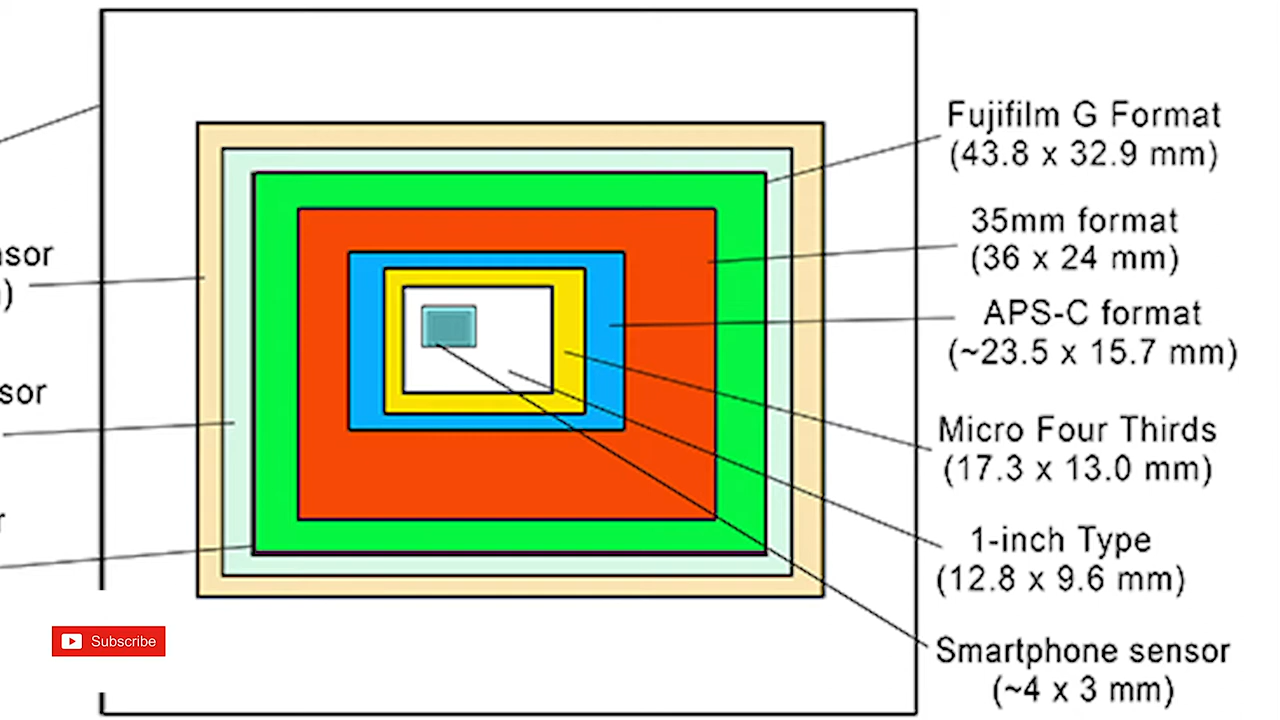 Fujifilm G Format
(43.8 x 32.9 mm)
35mm format
(36 x 24 mm)
APS-C format
(~23.5 x 15.7 mm)
Micro Four Thirds
(17.3 x 13.0 mm)
1-inch Type
(12.8 x 9.6 mm)
Smartphone sensor
(~4 x 3 mm)
Subscribe